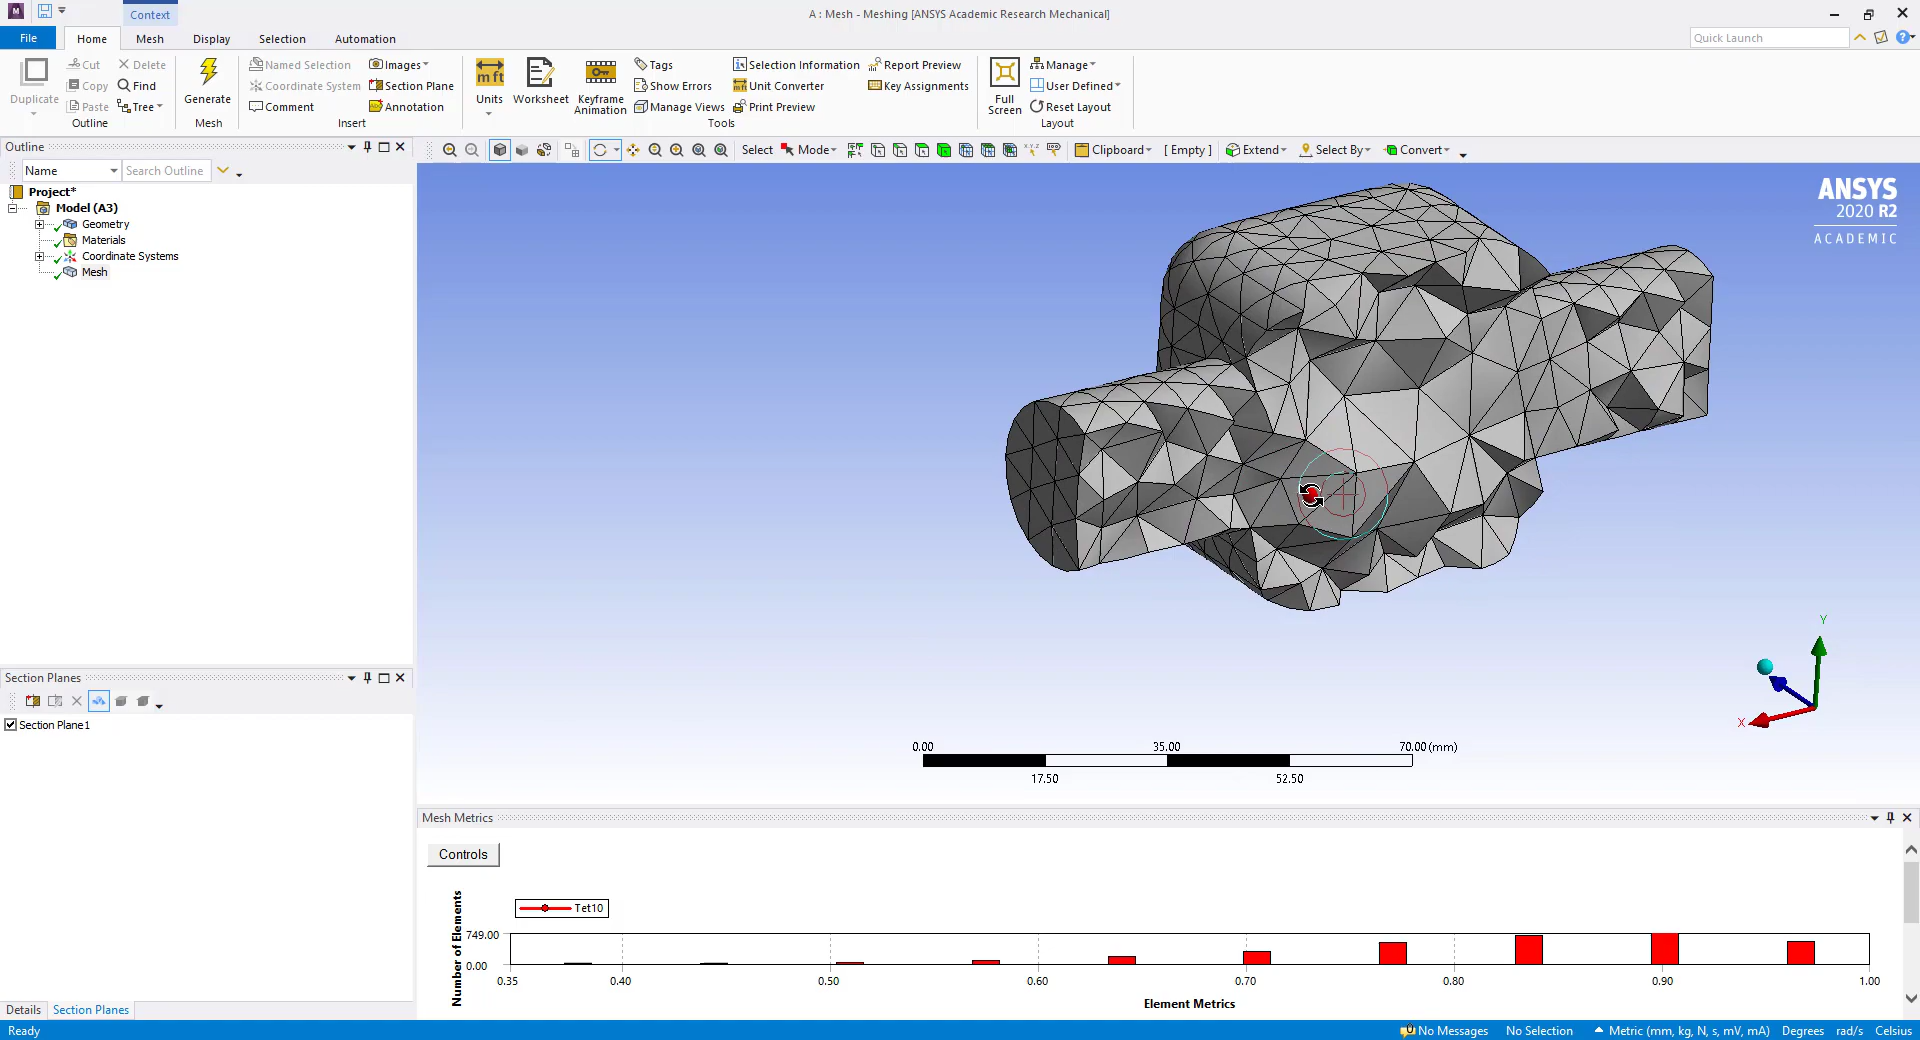 Context
A : Mesh - Meshing [ANSYS Academic Research Mechanical]
File Home Mesh Display Selection Automation
Quick Launch
Duplicate
Cut
Delete
Copy
Find
Paste
Tree
Outline
Generate
Mesh
Named Selection
Images
Coordinate System
Section Plane
Comment
Annotation
Insert
mft
Units
Worksheet
Keyframe
Animation
Tags
Show Errors
Manage Views
Selection Information
Unit Converter
Print Preview
Report Preview
Key Assignments
Tools
Full
Screen
Manage
User Defined
Reset Layout
Layout
Outline
Select Mode Clipboard [ Empty ] Extend Select By Convert
Name Search Outline
Project*
Model (A3)
Geometry
Materials
Coordinate Systems
Mesh
ANSYS
2020 R2
ACADEMIC
Y
X
0.00 35.00 70.00 (mm)
17.50 52.50
Section Planes
Section Plane1
Mesh Metrics
Controls
Tet10
Number of Elements
749.00
0.00
0.35 0.40 0.50 0.60 0.70 0.80 0.90 1.00
Element Metrics
Details Section Planes
Ready
No Messages No Selection Metric (mm, kg, N, s, mV, mA) Degrees rad/s Celsius